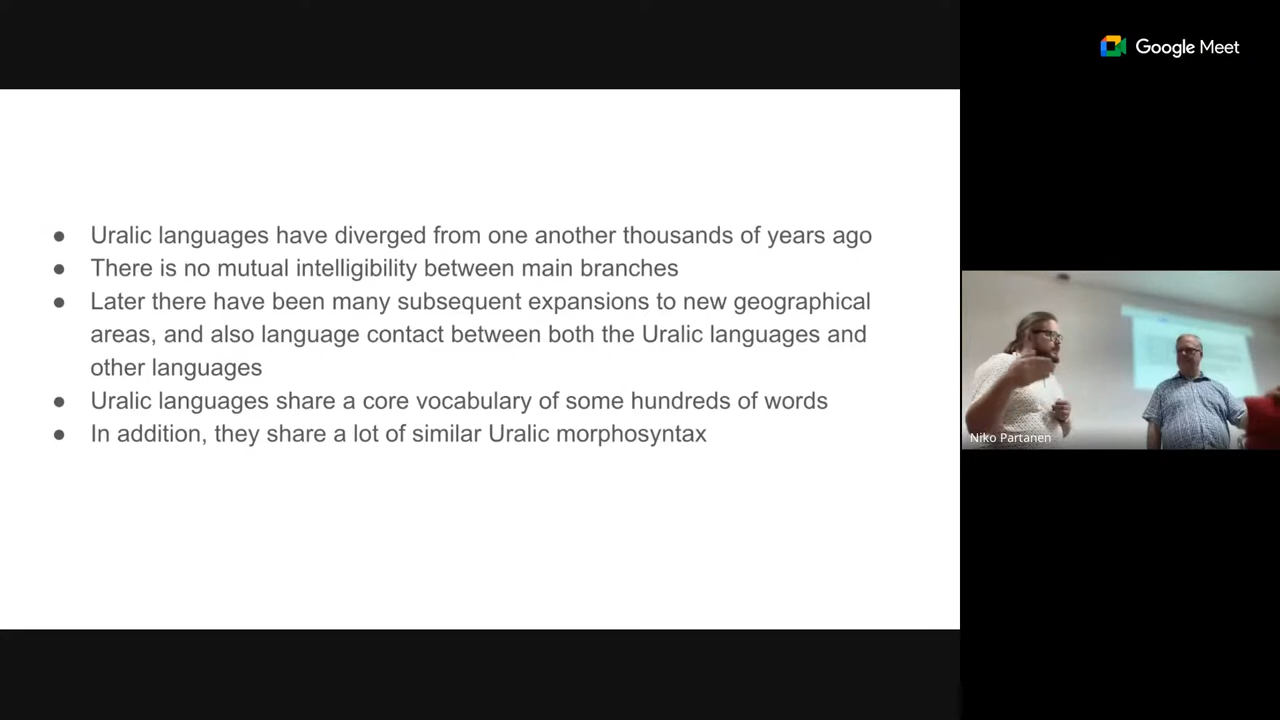 Google Meet
● Uralic languages have diverged from one another thousands of years ago
● There is no mutual intelligibility between main branches
● Later there have been many subsequent expansions to new geographical
areas, and also language contact between both the Uralic languages and
other languages
● Uralic languages share a core vocabulary of some hundreds of words
● In addition, they share a lot of similar Uralic morphosyntax
Niko Partanen